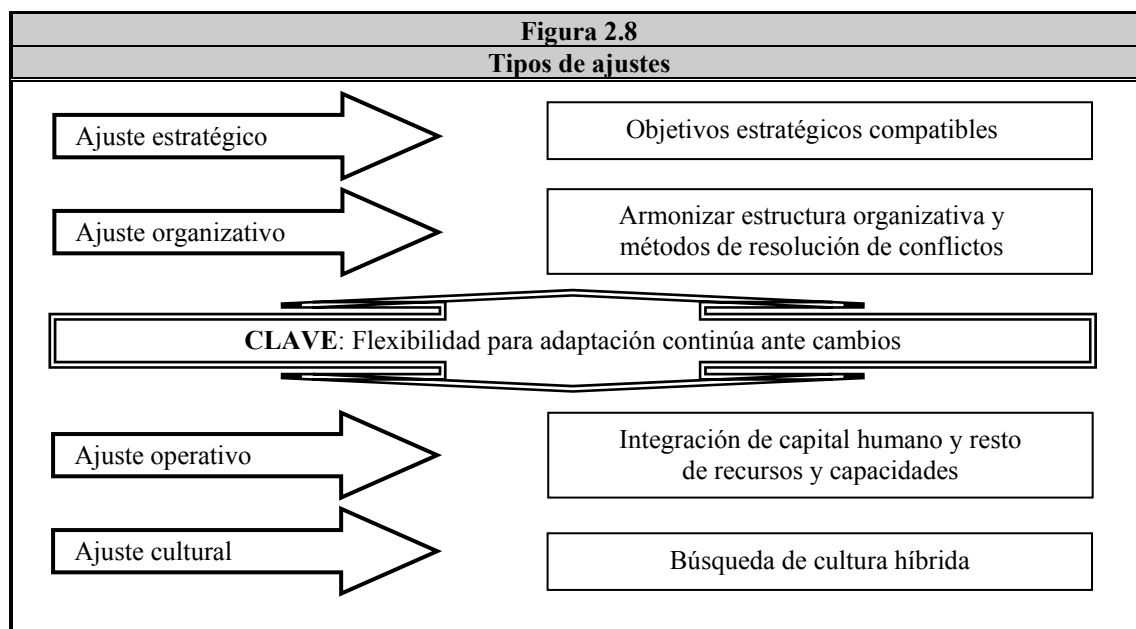 Figura 2.8
Tipos de ajustes
Ajuste estratégico
Objetivos estratégicos compatibles
Ajuste organizativo
Armonizar estructura organizativa y
métodos de resolución de conflictos
CLAVE: Flexibilidad para adaptación continúa ante cambios
Ajuste operativo
Integración de capital humano y resto
de recursos y capacidades
Ajuste cultural
Búsqueda de cultura híbrida